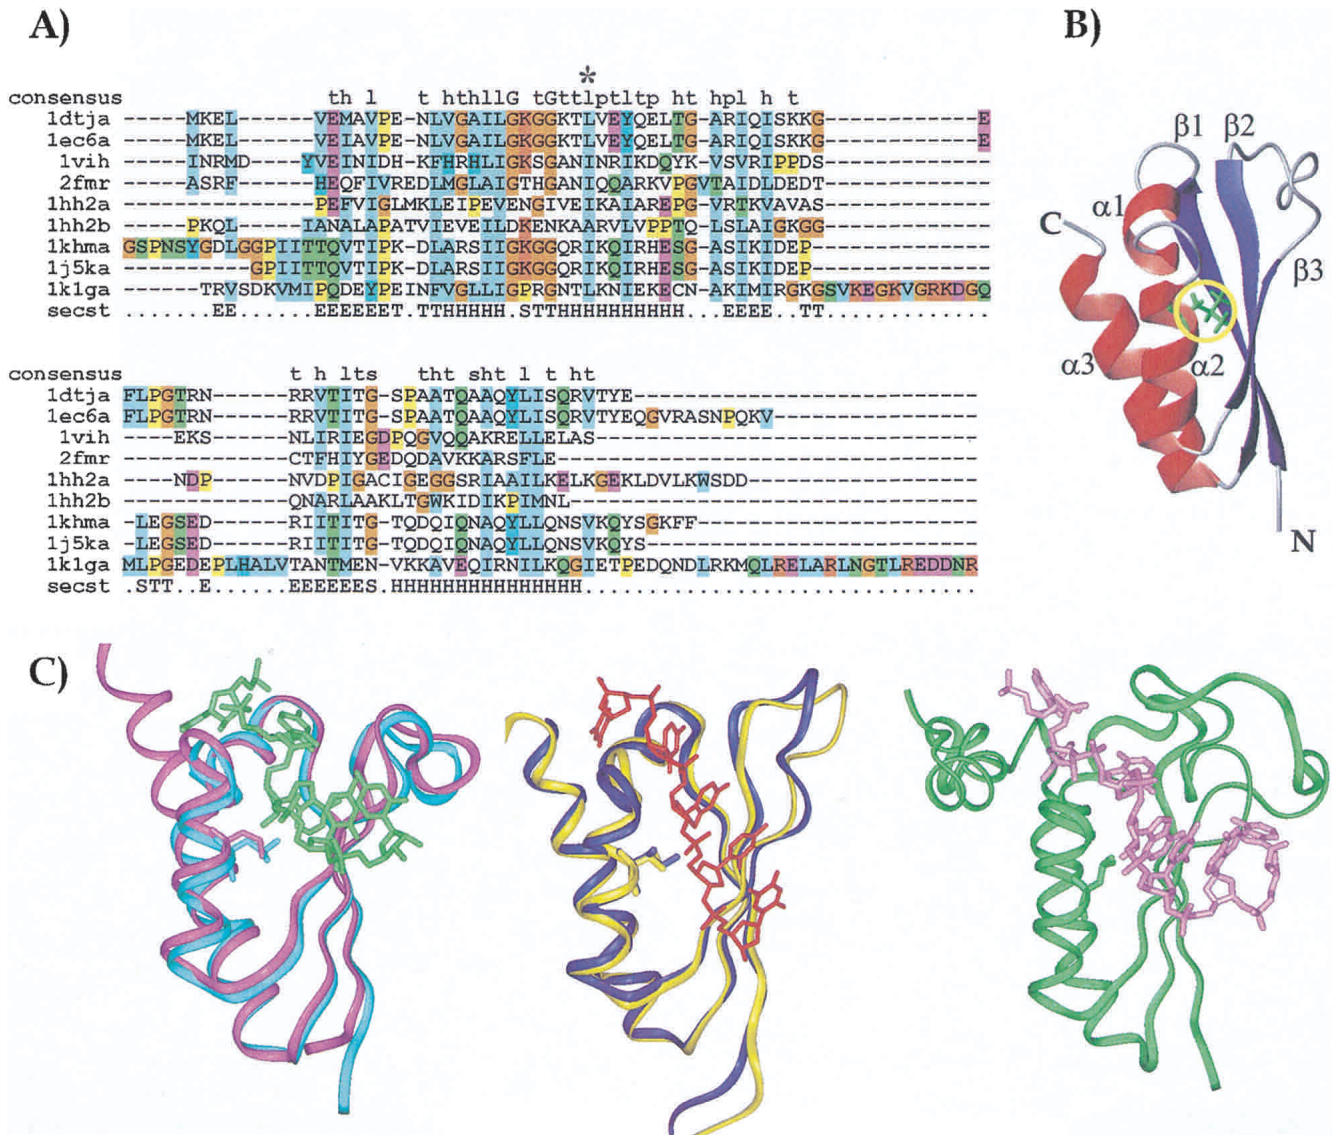 A)
*
consensus th l t hthllG tGttlptltp ht hpl h t
1dtja -----MKEL------VEMAVPE-NLVGAILGKGGKTLVEYQELTG-ARIQISKKG------------E
1ec6a -----MKEL------VEIAVPE-NLVGAILGKGGKTLVEYQELTG-ARIQISKKG------------E
1vih -----INRMD----YVEINIDH-KFHRHLIGKSGANINRIKDQYK-VSVRIPPDS-------------
2fmr -----ASRF------HEQFIVREDLMGLAIGTHGANIQQARKVPGVTAIDLDEDT-------------
1hh2a ---------------PEFVIGLMKLEIPEVENGIVEIKAIAREPG-VRTKVAVAS-------------
1hh2b -----PKQL------IANALAPATVIEVEILDKENKAARVLVPPTQ-LSLAIGKGG-------------
1khma GSPNSYGDLGGPIITTQVTIPK-DLARSIIGKGGQRIKQIRHESG-ASIKIDEP--------------
1j5ka ----------GPIITTQVTIPK-DLARSIIGKGGQRIKQIRHESG-ASIKIDEP--------------
1k1ga ------TRVSDKVMIPQDEYPEINFVGLLIGPRGNTLKNIEKECN-AKIMIRGKGSVKEGKVGRKDGQ
secst .......EE......EEEEEET.TTHHHHH.STTHHHHHHHHHH...EEEE..TT.............
consensus t h lts tht sht l t ht
1dtja FLPGTRN------RRVTITG-SPAATQAAQYLISQRVTYE---------------------------
1ec6a FLPGTRN------RRVTITG-SPAATQAAQYLISQRVTYEQGVRASNPQKV----------------
1vih ----EKS------NLIRIEGDPQGVQQAKRELLELAS------------------------------
2fmr -------------CTFHIYGEDQDAVKKARSFLE---------------------------------
1hh2a ----NDP------NVDPIGACIGEGGSRIAAILKELKGEKLDVLKWSDD------------------
1hh2b -------------QNARLAAKLTGWKIDIKPIMNL--------------------------------
1khma -LEGSED------RIITITG-TQDQIQNAQYLLQNSVKQYSGKFF----------------------
1j5ka -LEGSED------RIITITG-TQDQIQNAQYLLQNSVKQYS--------------------------
1k1ga MLPGEDEPLHALVTANTMEN-VKKAVEQIRNILKQGIETPEDQNDLRKMQLRELARLNGTLREDDNR
secst .STT..E......EEEEEES.HHHHHHHHHHHHHHH...............................
B)
β1 β2
α1
C
β3
α3 α2
N
C)